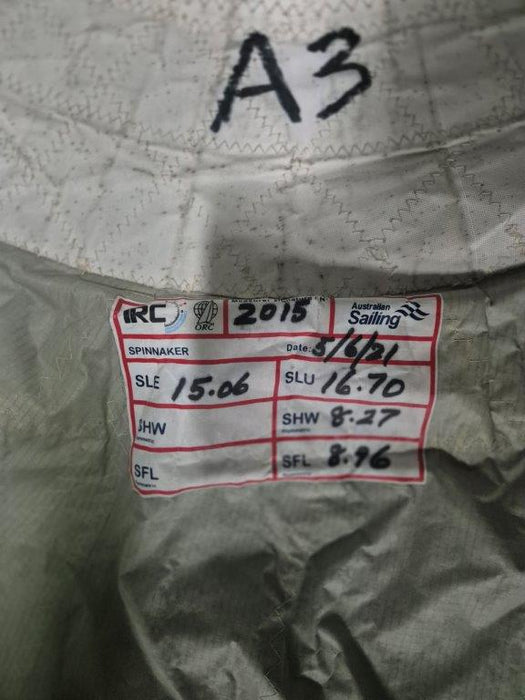 A3
IRC ORC 2015 Australian Sailing
SPINNAKER Date: 5/6/21
SLE 15.06 SLU 16.70
SHW SHW 8.27
SFL SFL 8.96